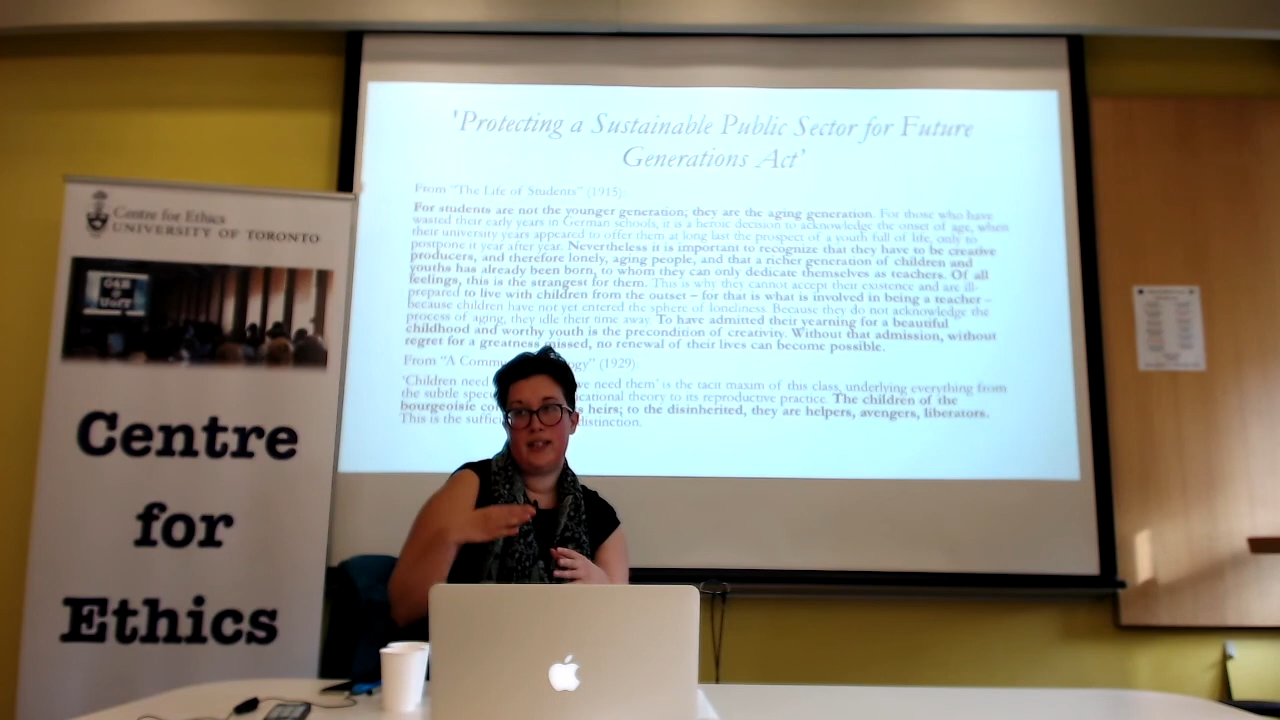 Centre for Ethics
UNIVERSITY OF TORONTO
C4E
@
UofT
Centre
for
Ethics
'Protecting a Sustainable Public Sector for Future
Generations Act'
From "The Life of Students" (1915):
For students are not the younger generation; they are the aging generation. For those who have
wasted their early years in German schools, it is a heroic decision to acknowledge the onset of age, when
their university years appeared to offer them at long last the prospect of a youth full of life, only to
postpone it year after year. Nevertheless it is important to recognize that they have to be creative
producers, and therefore lonely, aging people, and that a richer generation of children and
youths has already been born, to whom they can only dedicate themselves as teachers. Of all
feelings, this is the strangest for them. This is why they cannot accept their existence and are ill-
prepared to live with children from the outset – for that is what is involved in being a teacher –
because children have not yet entered the sphere of loneliness. Because they do not acknowledge the
process of aging, they idle their time away. To have admitted their yearning for a beautiful
childhood and worthy youth is the precondition of creativity. Without that admission, without
regret for a greatness missed, no renewal of their lives can become possible.
From "A Commu ogy" (1929):
'Children need we need them' is the tacit maxim of this class, underlying everything from
the subtle spec cational theory to its reproductive practice. The children of the
bourgeoisie co s heirs; to the disinherited, they are helpers, avengers, liberators.
This is the suffic distinction.